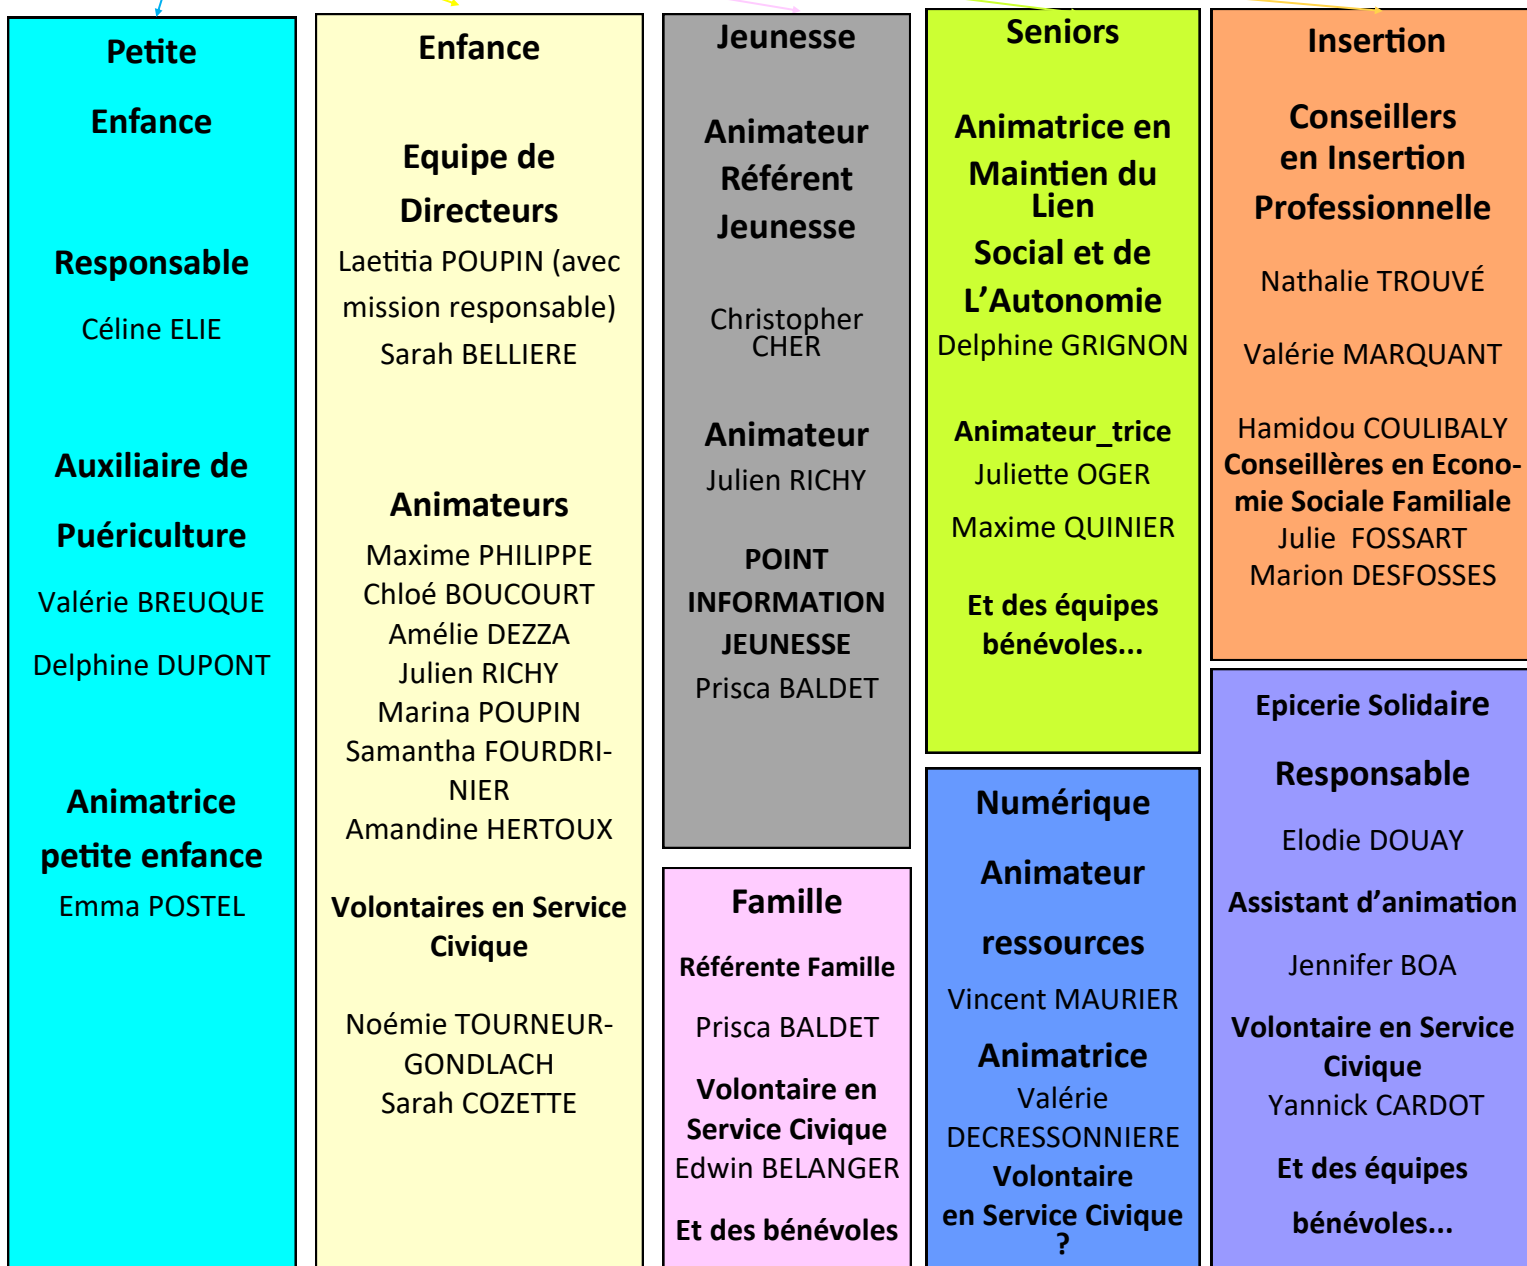 Petite
Enfance
Responsable
Céline ELIE
Auxiliaire de
Puériculture
Valérie BREUQUE
Delphine DUPONT
Animatrice
petite enfance
Emma POSTEL
Enfance
Equipe de
Directeurs
Laetitia POUPIN (avec
mission responsable)
Sarah BELLIERE
Animateurs
Maxime PHILIPPE
Chloé BOUCOURT
Amélie DEZZA
Julien RICHY
Marina POUPIN
Samantha FOURDRI-
NIER
Amandine HERTOUX
Volontaires en Service
Civique
Noémie TOURNEUR-
GONDLACH
Sarah COZETTE
Jeunesse
Animateur
Référent
Jeunesse
Christopher
CHER
Animateur
Julien RICHY
POINT
INFORMATION
JEUNESSE
Prisca BALDET
Famille
Référente Famille
Prisca BALDET
Volontaire en
Service Civique
Edwin BELANGER
Et des bénévoles
Seniors
Animatrice en
Maintien du
Lien
Social et de
L’Autonomie
Delphine GRIGNON
Animateur_trice
Juliette OGER
Maxime QUINIER
Et des équipes
bénévoles...
Numérique
Animateur
ressources
Vincent MAURIER
Animatrice
Valérie
DECRESSONNIERE
Volontaire
en Service Civique
?
Insertion
Conseillers
en Insertion
Professionnelle
Nathalie TROUVÉ
Valérie MARQUANT
Hamidou COULIBALY
Conseillères en Econo-
mie Sociale Familiale
Julie  FOSSART
Marion DESFOSSES
Epicerie Solidaire
Responsable
Elodie DOUAY
Assistant d’animation
Jennifer BOA
Volontaire en Service
Civique
Yannick CARDOT
Et des équipes
bénévoles...